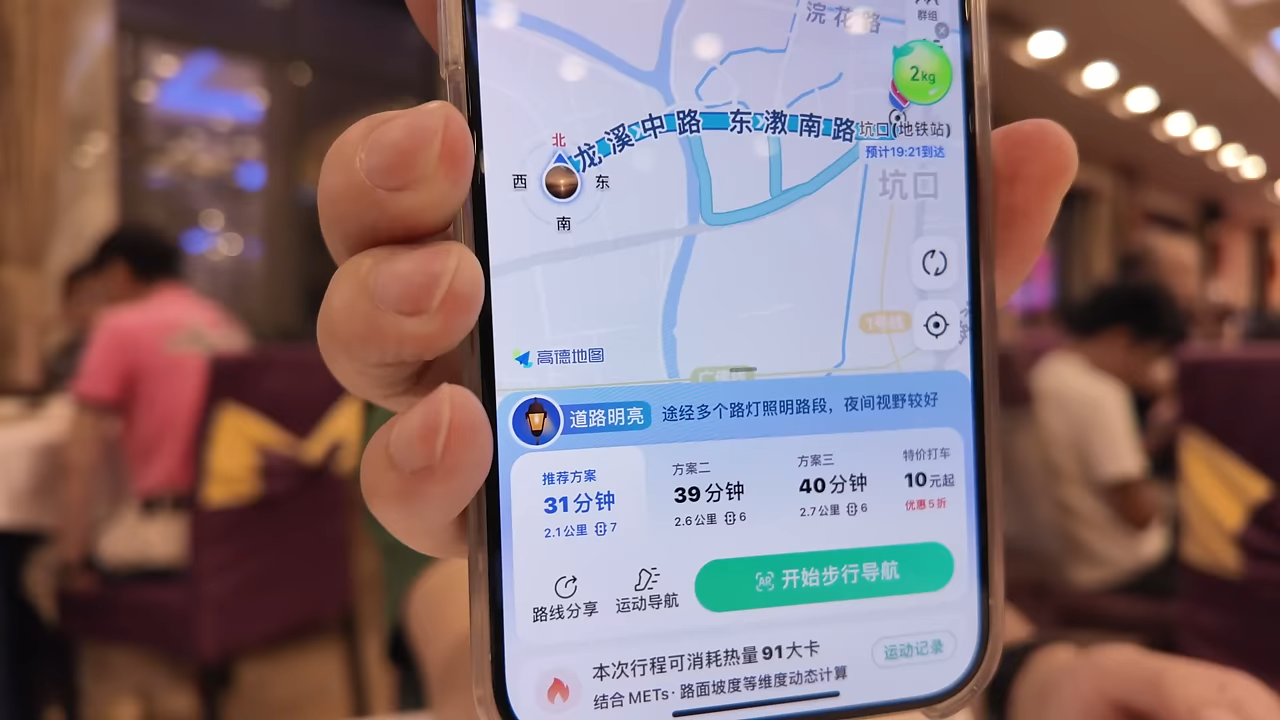 浣花路
群组
2kg
龙溪中路 东漖南路
坑口(地铁站)
预计19:21到达
坑口
北
西
东
南
1号线
高德地图
道路明亮
途经多个路灯照明路段，夜间视野较好
推荐方案
31分钟
2.1公里 7
方案二
39分钟
2.6公里 6
方案三
40分钟
2.7公里 6
特价打车
10元起
优惠5折
路线分享
运动导航
AR 开始步行导航
本次行程可消耗热量91大卡
结合METs·路面坡度等维度动态计算
运动记录